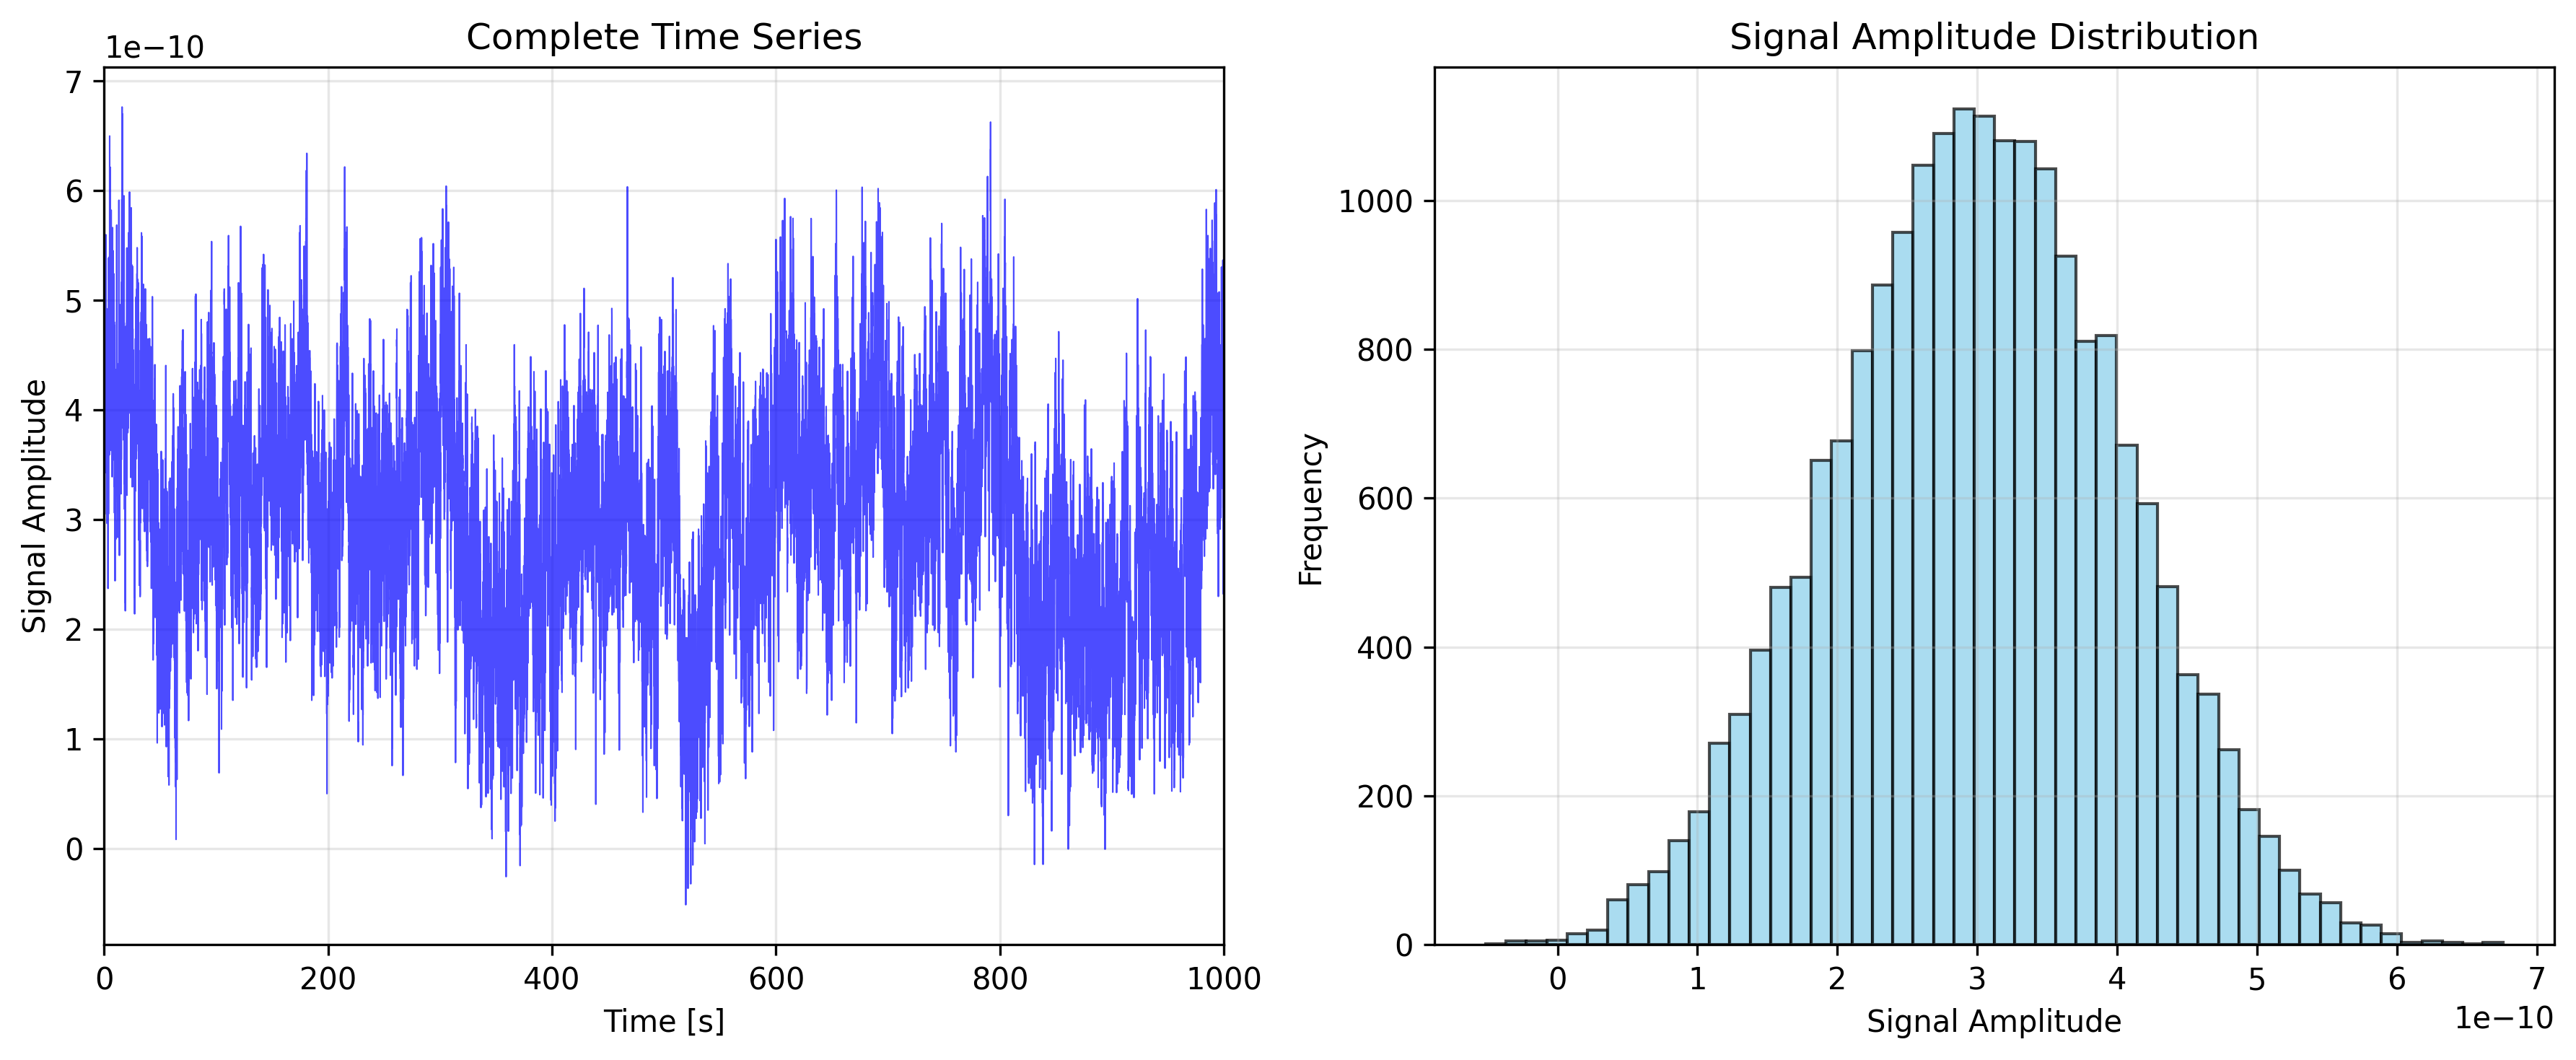 Complete Time Series
1e−10
7
6
5
4
3
2
1
0
Signal Amplitude
0 200 400 600 800 1000
Time [s]
Signal Amplitude Distribution
1000
800
600
400
200
0
Frequency
0 1 2 3 4 5 6 7
1e−10
Signal Amplitude